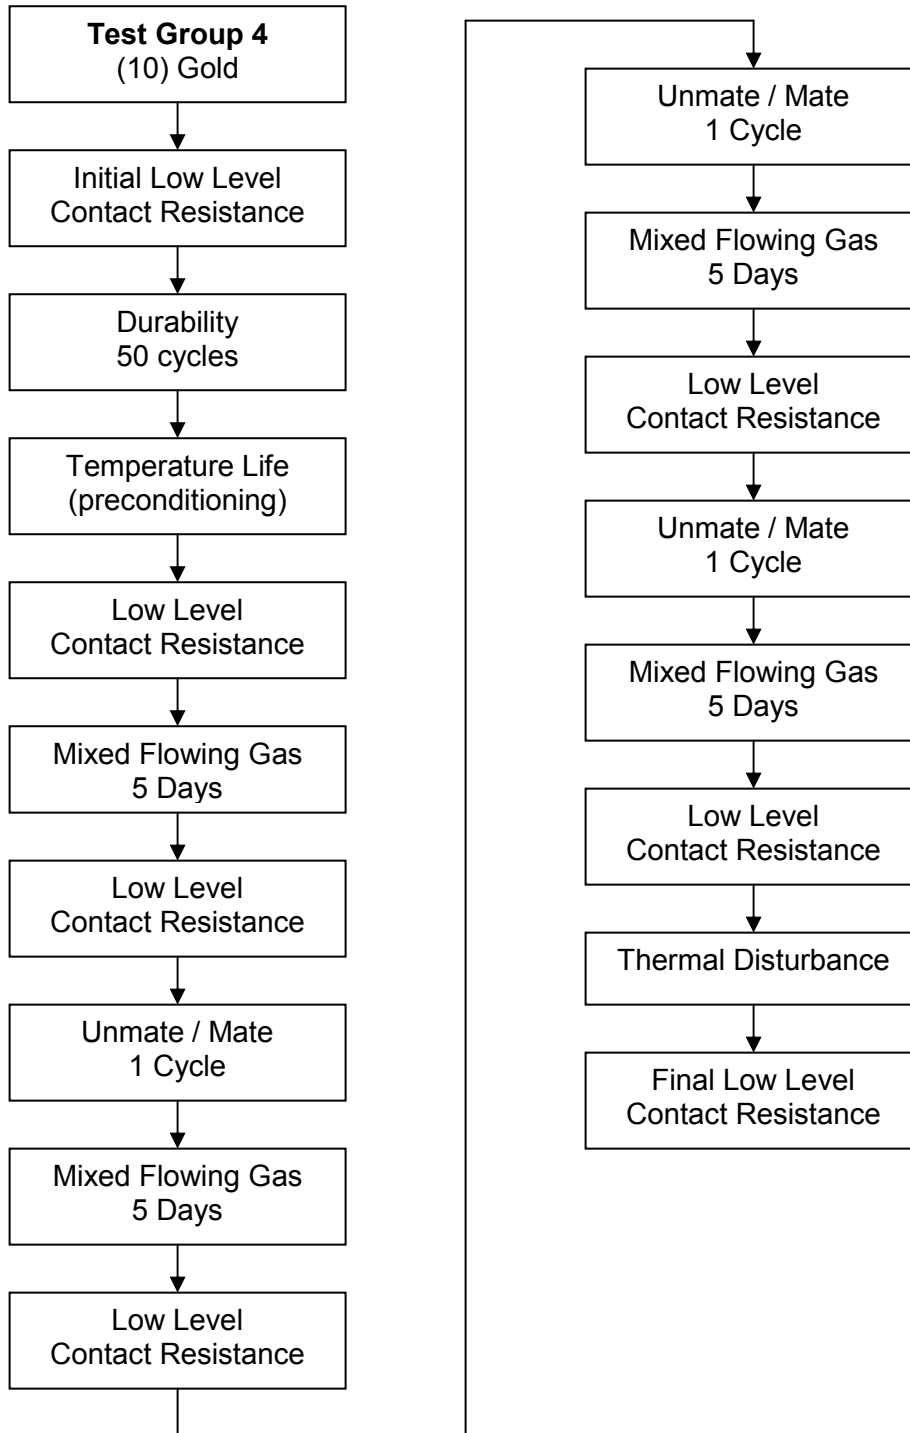 Test Group 4
(10) Gold
Initial Low Level
Contact Resistance
Durability
50 cycles
Temperature Life
(preconditioning)
Low Level
Contact Resistance
Mixed Flowing Gas
5 Days
Low Level
Contact Resistance
Unmate / Mate
1 Cycle
Mixed Flowing Gas
5 Days
Low Level
Contact Resistance
Unmate / Mate
1 Cycle
Mixed Flowing Gas
5 Days
Low Level
Contact Resistance
Unmate / Mate
1 Cycle
Mixed Flowing Gas
5 Days
Low Level
Contact Resistance
Thermal Disturbance
Final Low Level
Contact Resistance